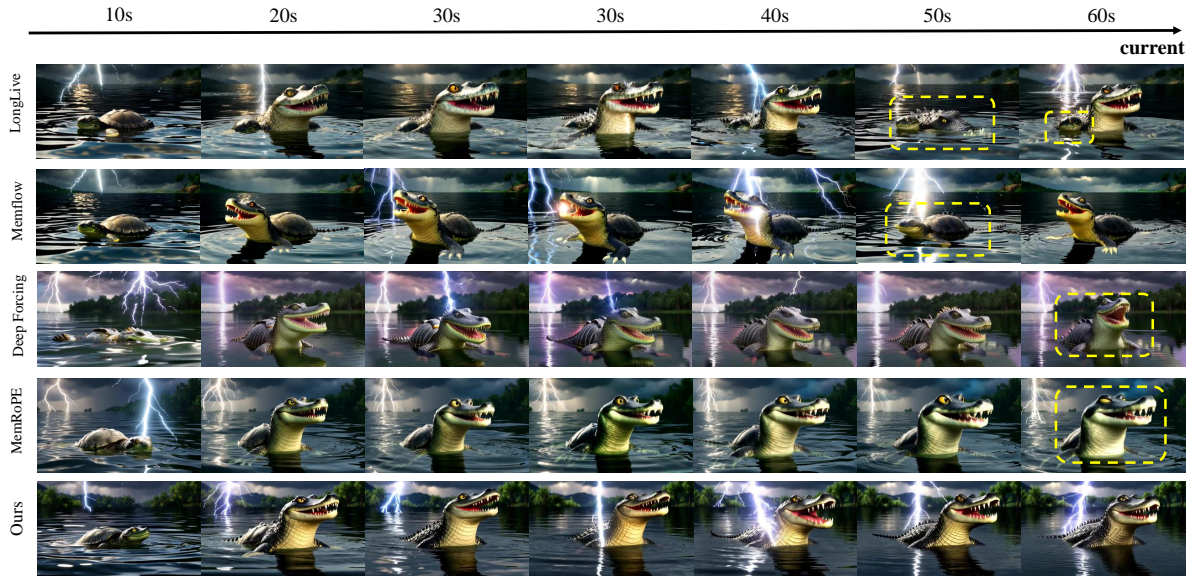 10s 20s 30s 30s 40s 50s 60s
current
LongLive
Memflow
Deep Forcing
MemRoPE
Ours